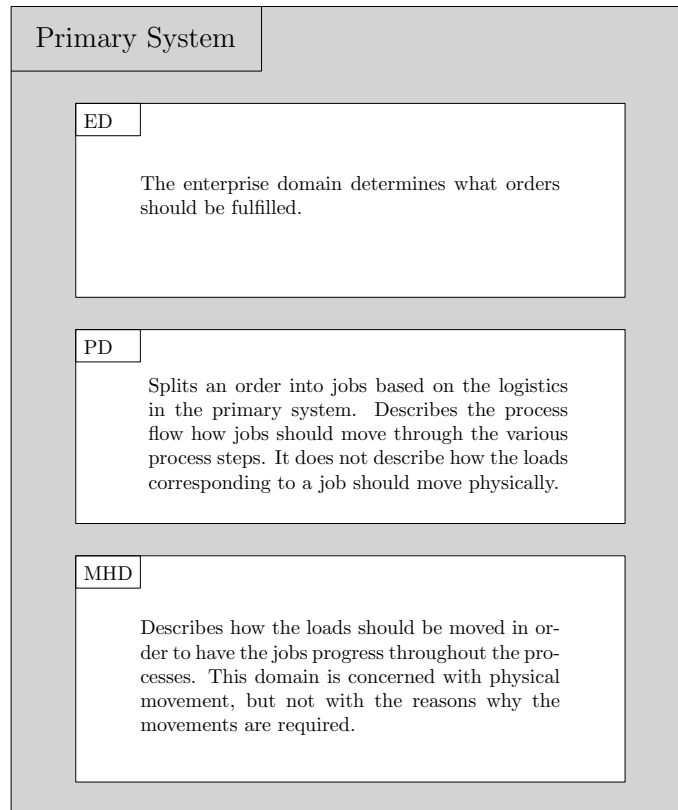 Primary System
ED
The enterprise domain determines what orders
should be fulfilled.
PD
Splits an order into jobs based on the logistics
in the primary system. Describes the process
flow how jobs should move through the various
process steps. It does not describe how the loads
corresponding to a job should move physically.
MHD
Describes how the loads should be moved in or-
der to have the jobs progress throughout the pro-
cesses. This domain is concerned with physical
movement, but not with the reasons why the
movements are required.